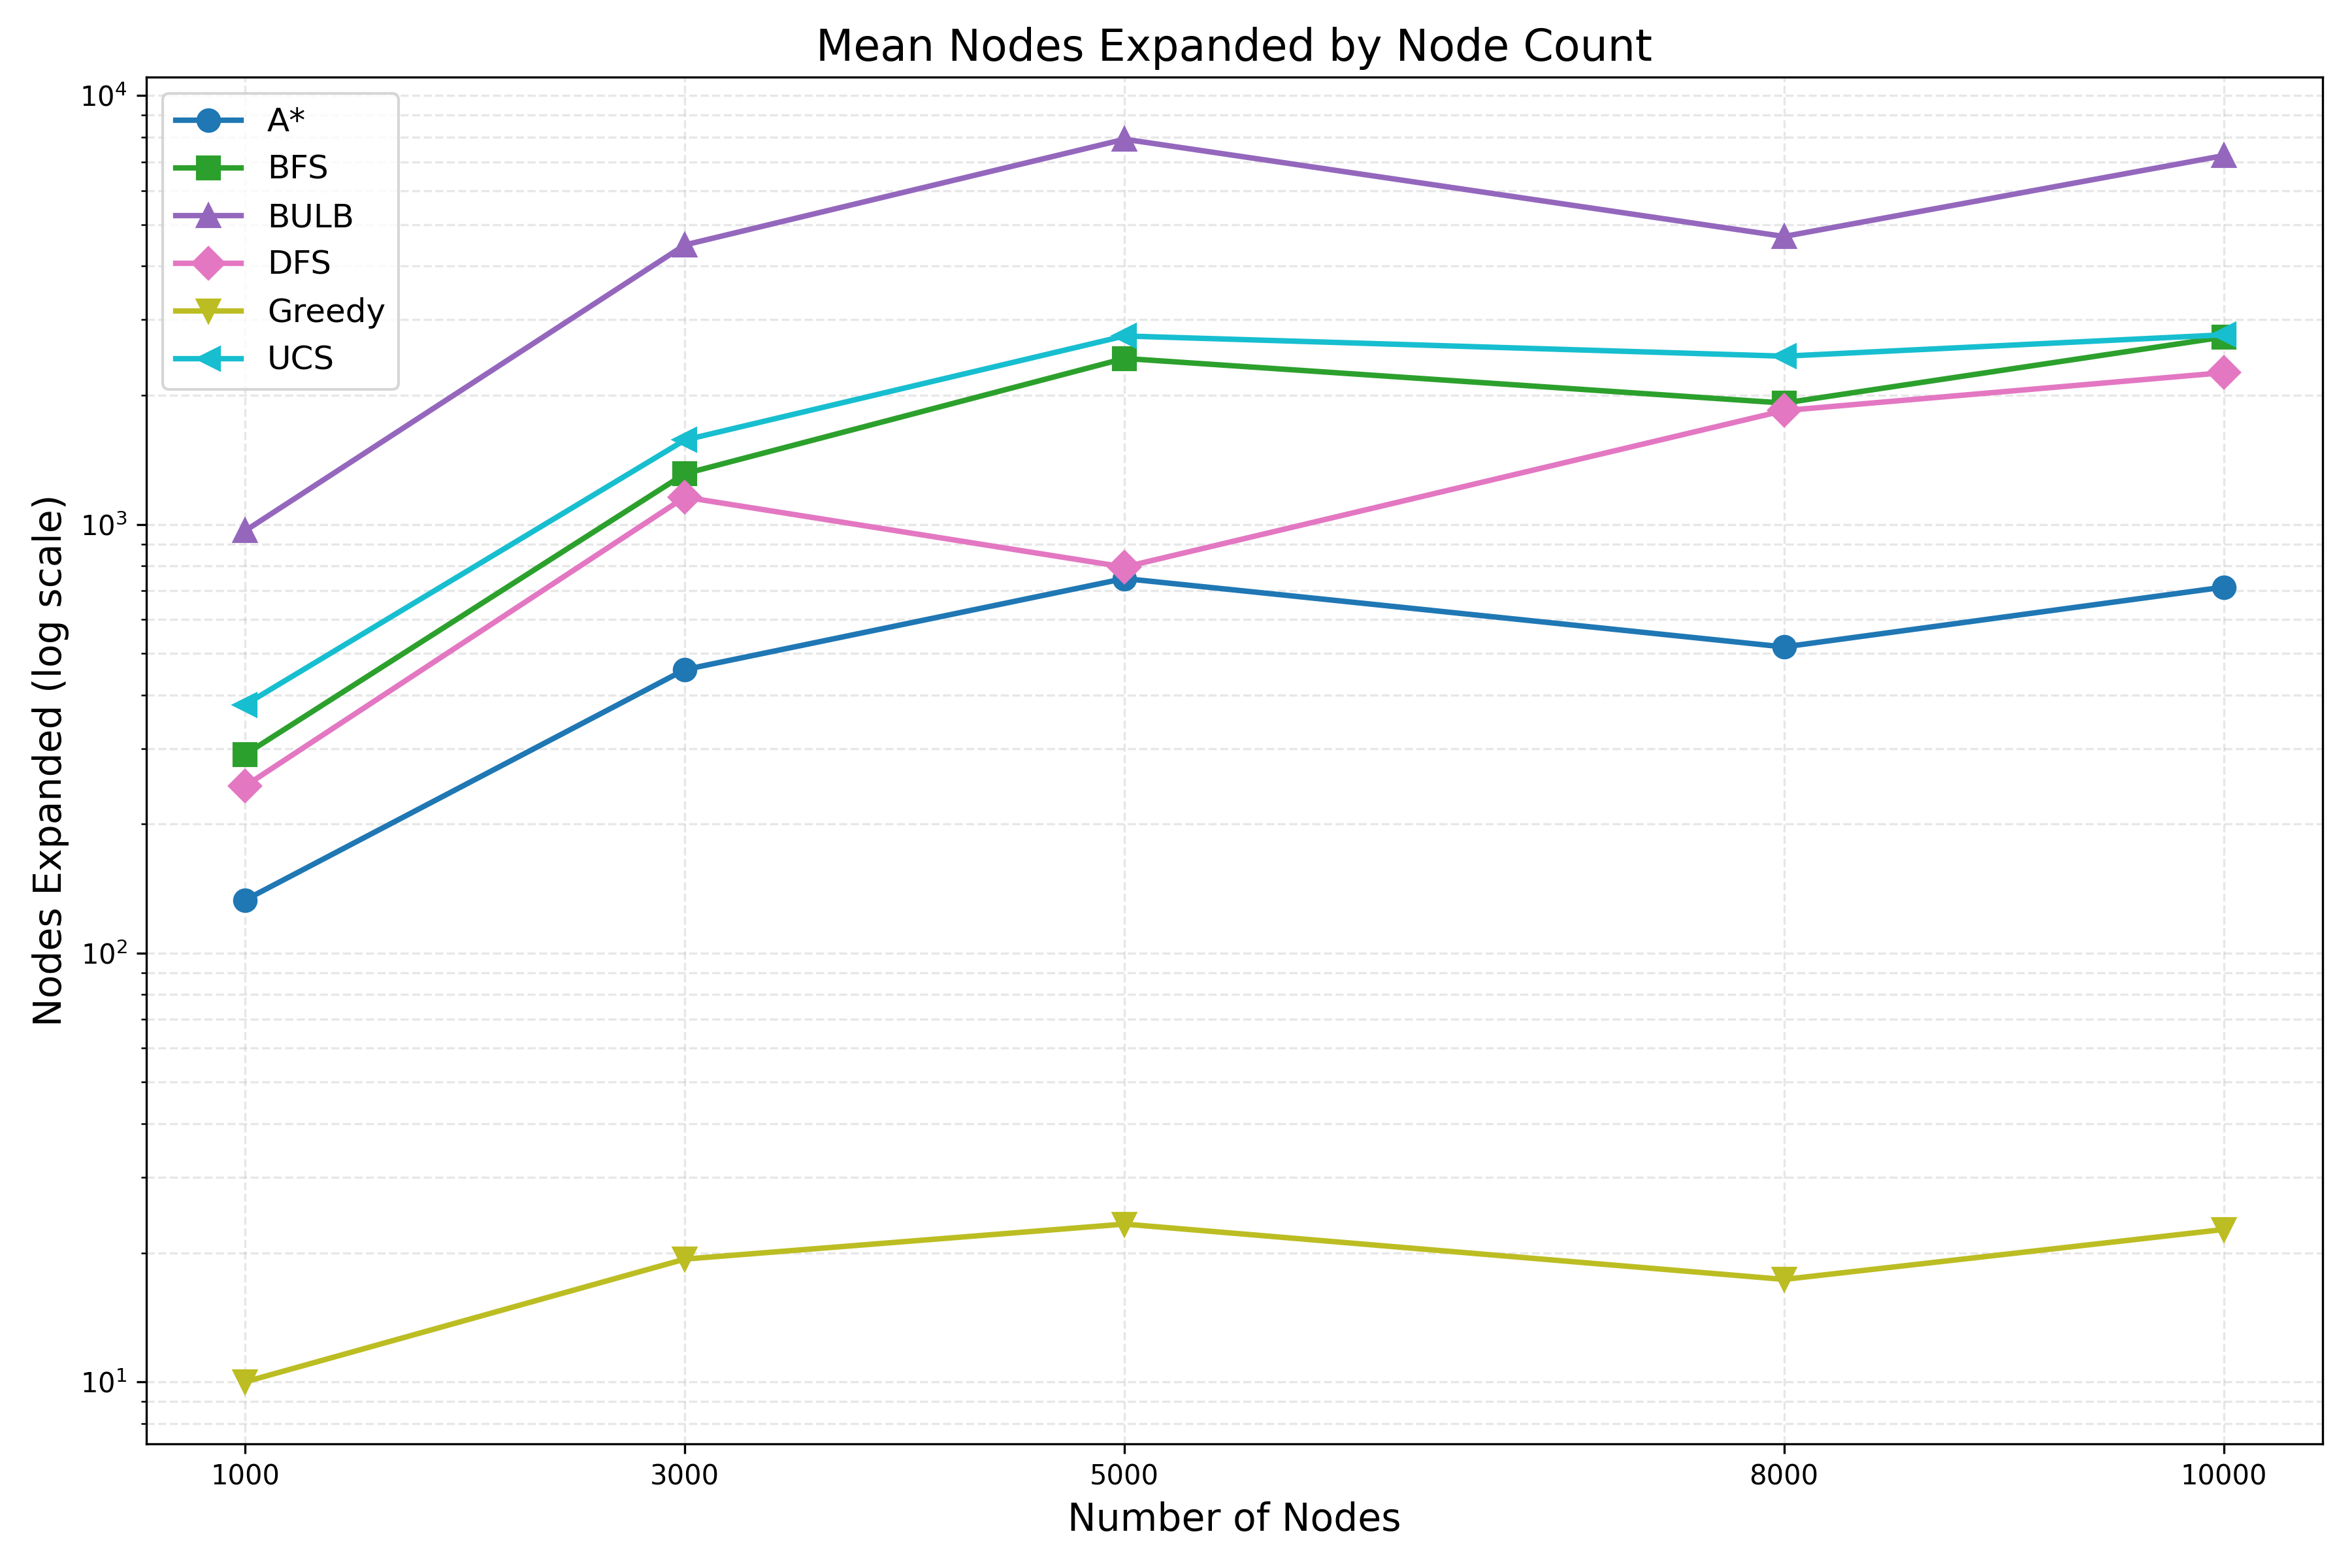 Mean Nodes Expanded by Node Count
10⁴
10³
10²
10¹
Nodes Expanded (log scale)
A*
BFS
BULB
DFS
Greedy
UCS
1000 3000 5000 8000 10000
Number of Nodes